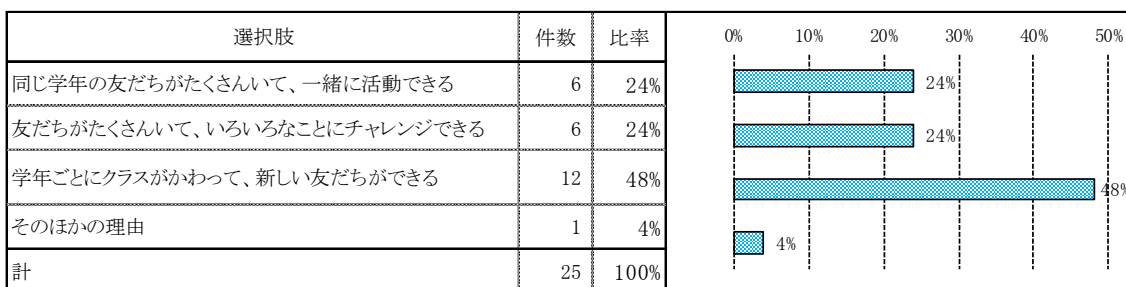 選択肢 件数 比率
同じ学年の友だちがたくさんいて、一緒に活動できる 6 24%
友だちがたくさんいて、いろいろなことにチャレンジできる 6 24%
学年ごとにクラスがかわって、新しい友だちができる 12 48%
そのほかの理由 1 4%
計 25 100%
0% 10% 20% 30% 40% 50%
24%
24%
48%
4%